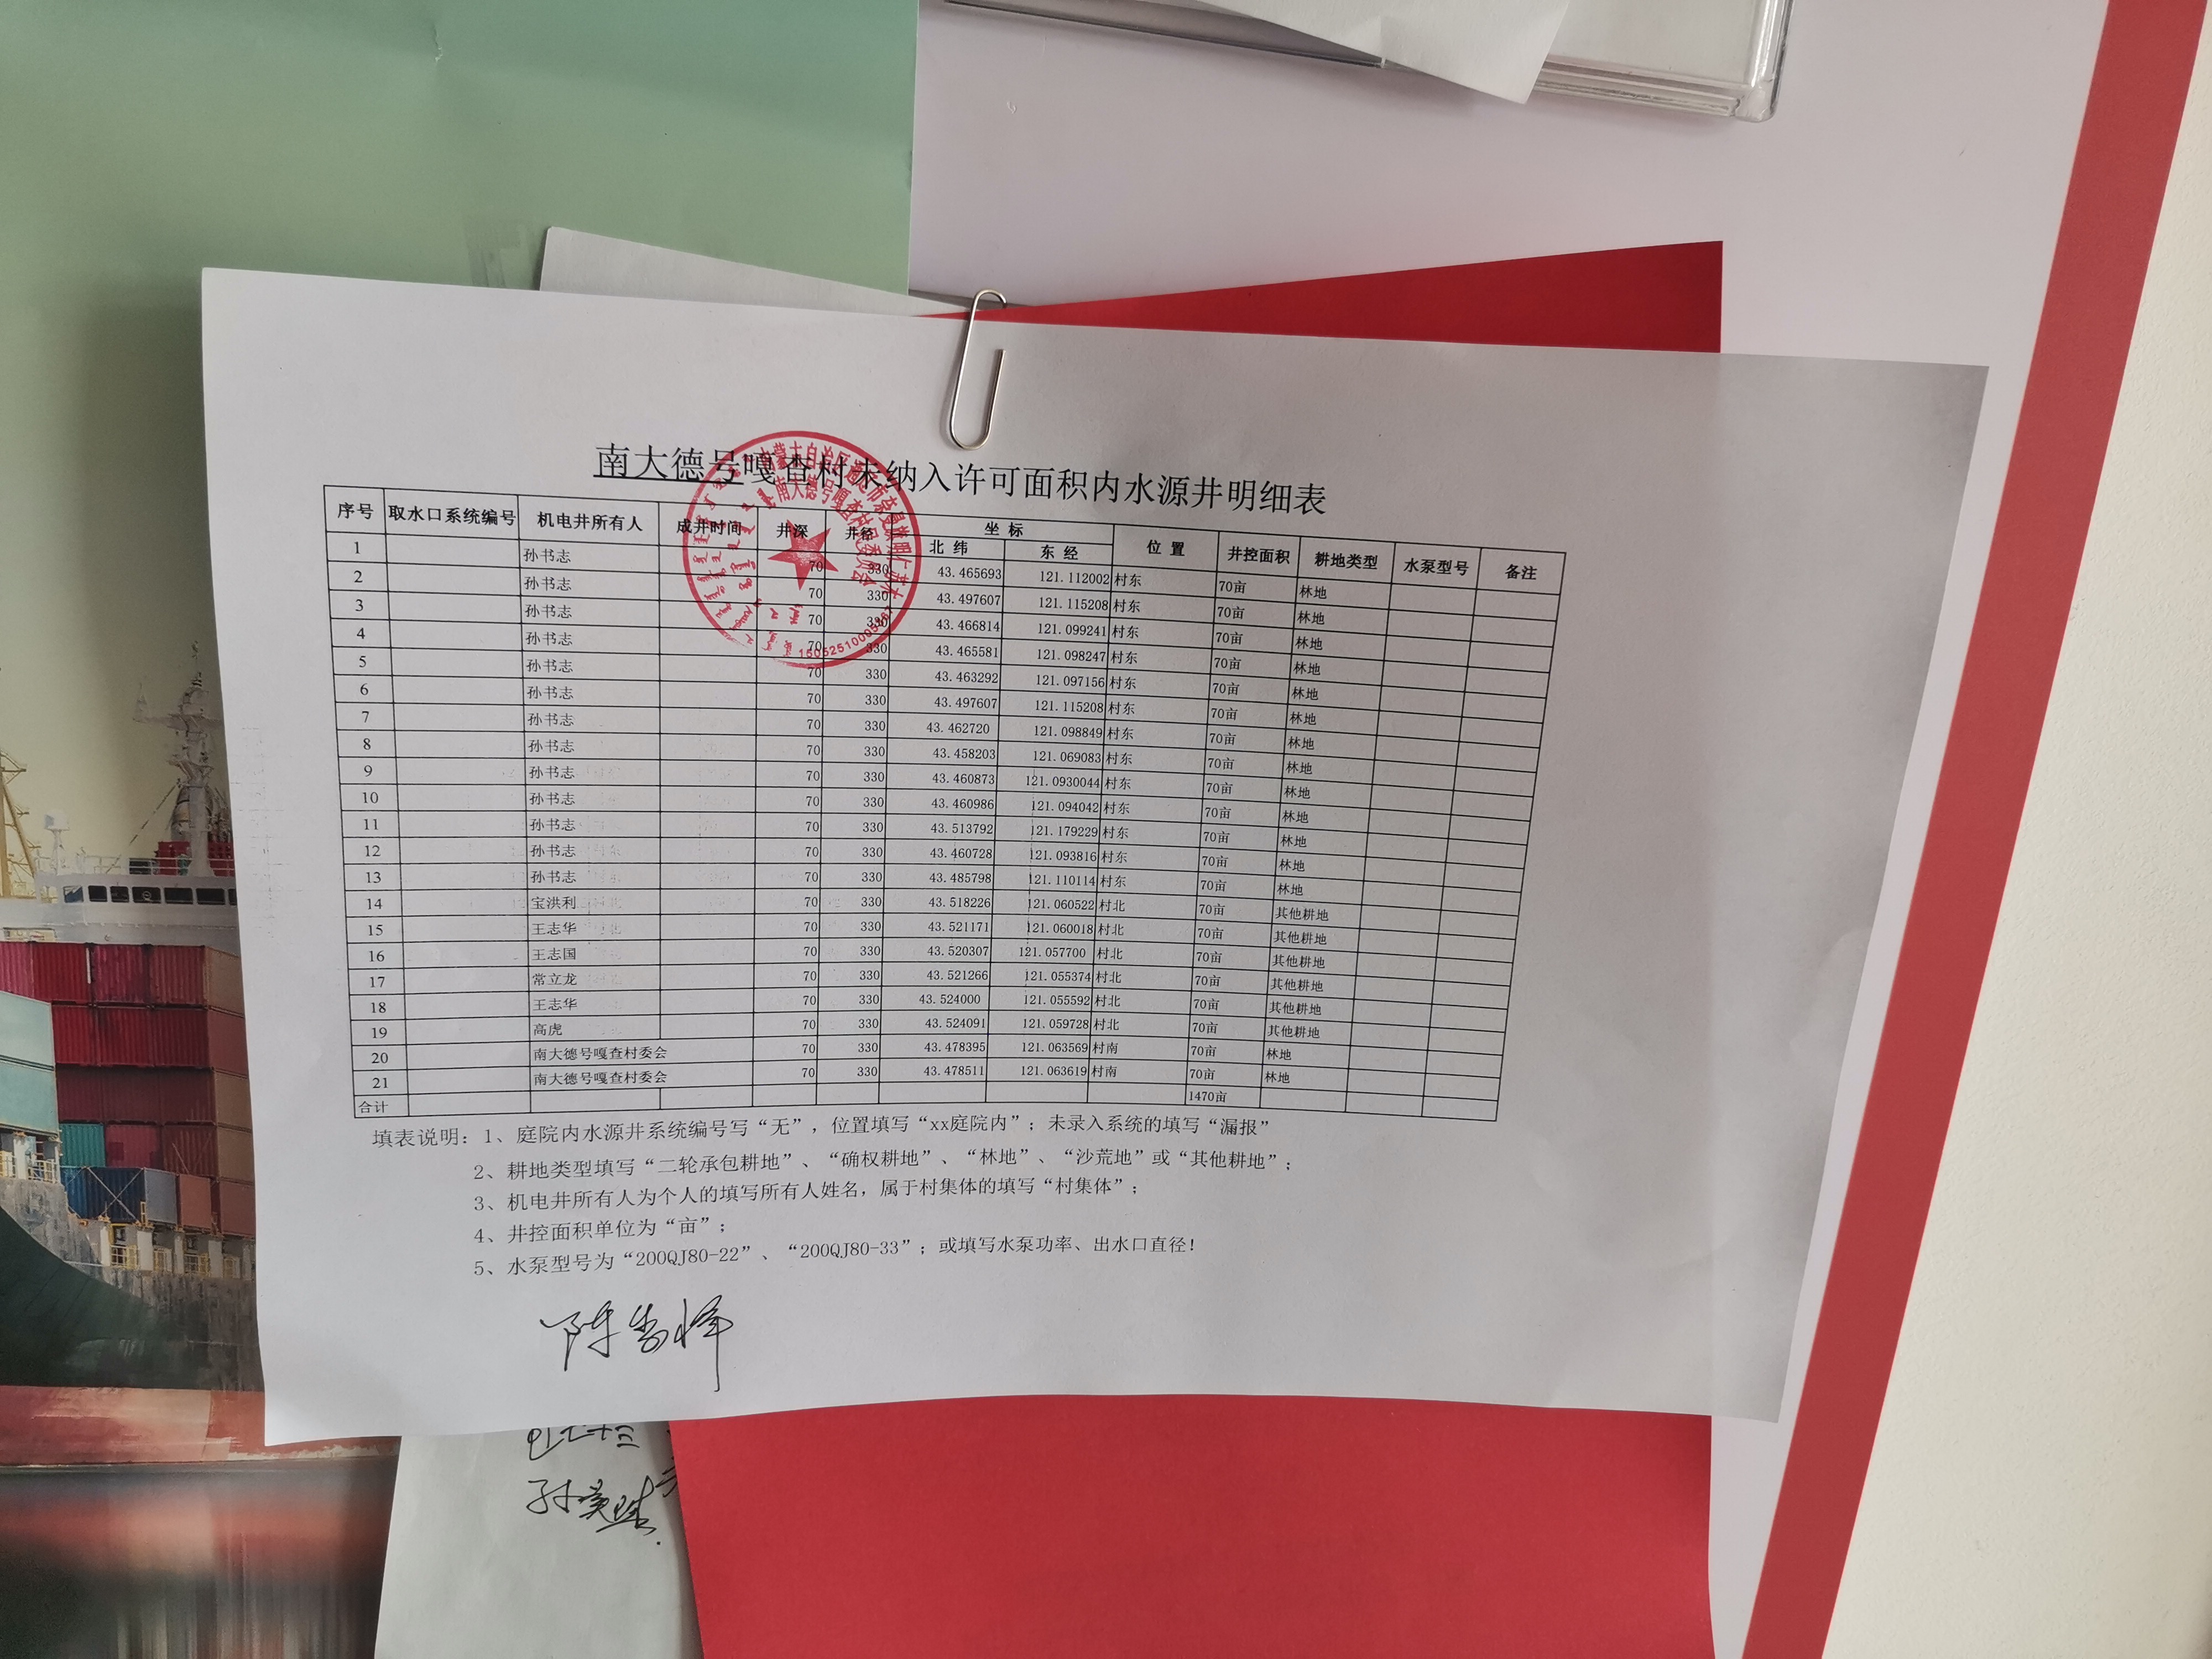 南大德号嘎查村未纳入许可面积内水源井明细表
序号 取水口系统编号 机电井所有人 成井时间 井深 井径 坐 标 位 置 井控面积 耕地类型 水泵型号 备注
北 纬 东 经
1 孙书志 70 330 43.465693 121.112002 村东 70亩 林地
2 孙书志 70 330 43.497607 121.115208 村东 70亩 林地
3 孙书志 70 330 43.466814 121.099241 村东 70亩 林地
4 孙书志 70 330 43.465581 121.098247 村东 70亩 林地
5 孙书志 70 330 43.463292 121.097156 村东 70亩 林地
6 孙书志 70 330 43.497607 121.115208 村东 70亩 林地
7 孙书志 70 330 43.462720 121.098849 村东 70亩 林地
8 孙书志 70 330 43.458203 121.069083 村东 70亩 林地
9 孙书志 70 330 43.460873 121.0930044 村东 70亩 林地
10 孙书志 70 330 43.460986 121.094042 村东 70亩 林地
11 孙书志 70 330 43.513792 121.179229 村东 70亩 林地
12 孙书志 70 330 43.460728 121.093816 村东 70亩 林地
13 孙书志 70 330 43.485798 121.110114 村东 70亩 林地
14 宝洪利 70 330 43.518226 121.060522 村北 70亩 其他耕地
15 王志华 70 330 43.521171 121.060018 村北 70亩 其他耕地
16 王志国 70 330 43.520307 121.057700 村北 70亩 其他耕地
17 常立龙 70 330 43.521266 121.055374 村北 70亩 其他耕地
18 王志华 70 330 43.524000 121.055592 村北 70亩 其他耕地
19 高虎 70 330 43.524091 121.059728 村北 70亩 其他耕地
20 南大德号嘎查村委会 70 330 43.478395 121.063569 村南 70亩 林地
21 南大德号嘎查村委会 70 330 43.478511 121.063619 村南 70亩 林地
合计 1470亩
填表说明：1、庭院内水源井系统编号写“无”，位置填写“xx庭院内”；未录入系统的填写“漏报”
2、耕地类型填写“二轮承包耕地”、“确权耕地”、“林地”、“沙荒地”或“其他耕地”；
3、机电井所有人为个人的填写所有人姓名，属于村集体的填写“村集体”；
4、井控面积单位为“亩”；
5、水泵型号为“200QJ80-22”、“200QJ80-33”；或填写水泵功率、出水口直径！
南大德号嘎查村民委员会